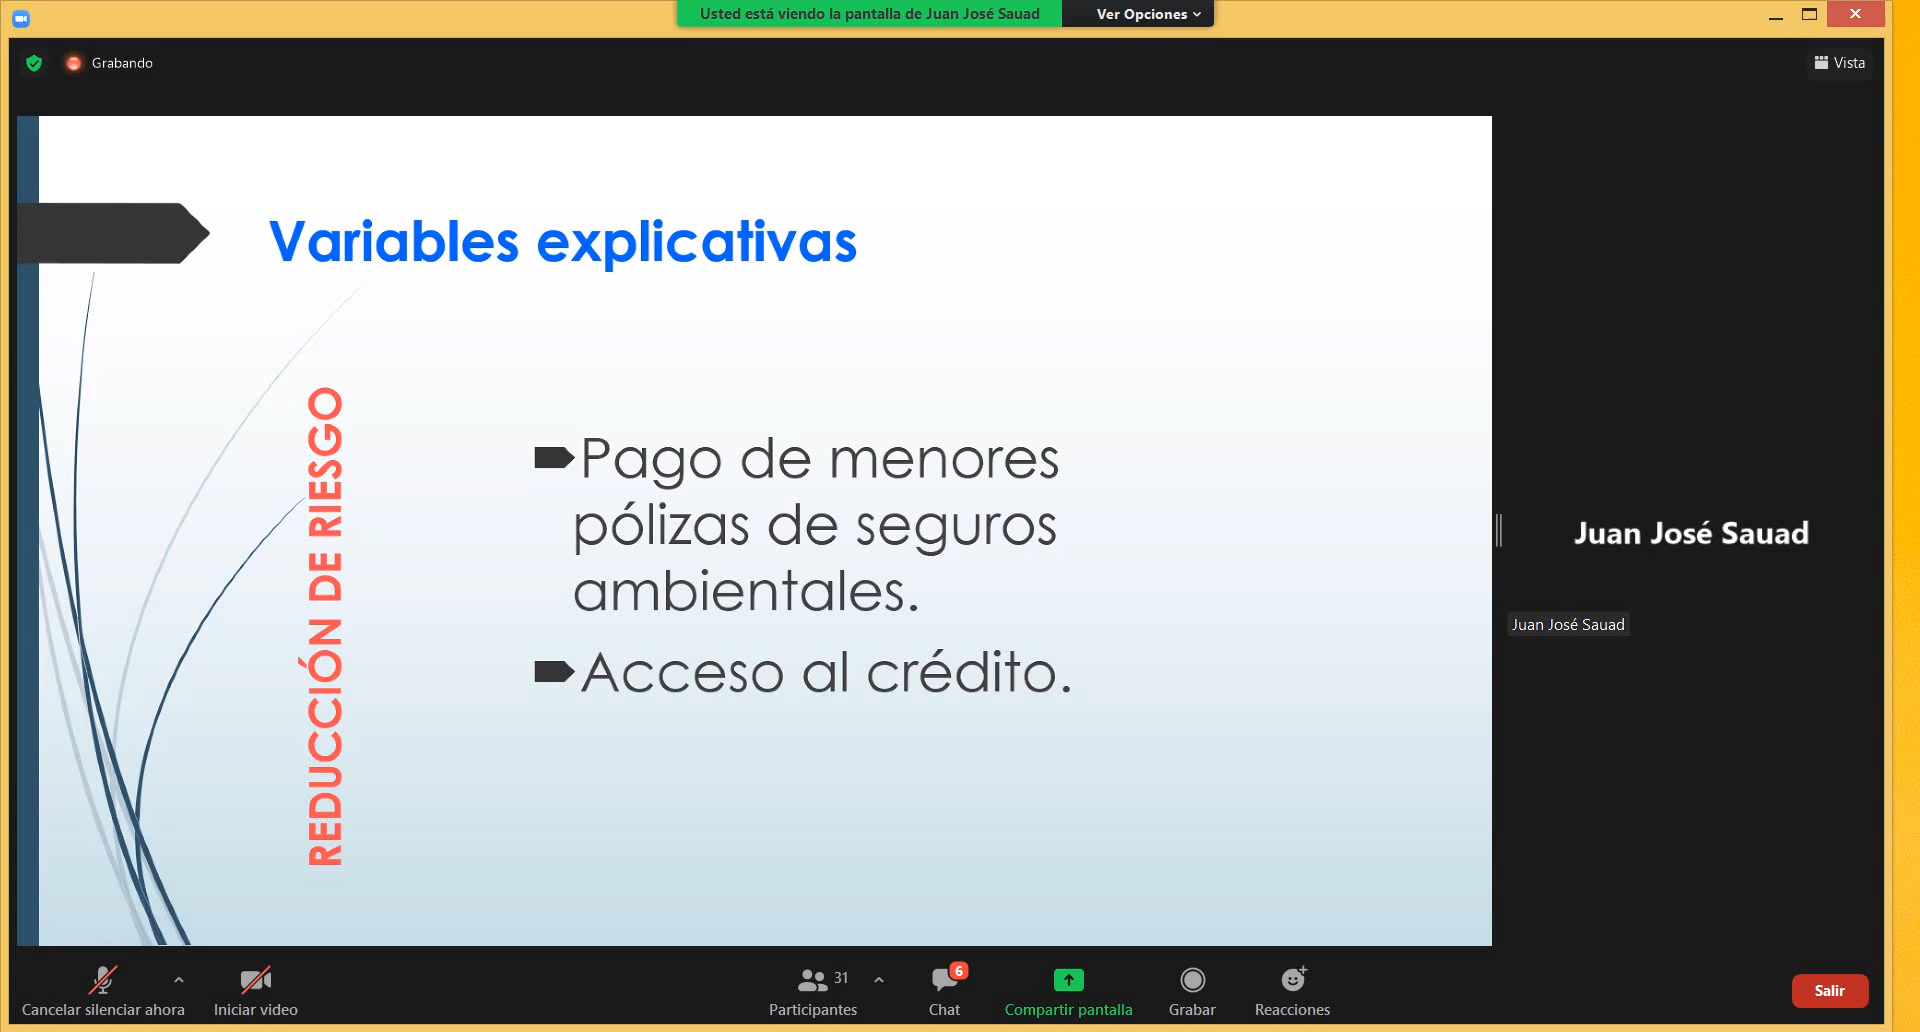 Usted está viendo la pantalla de Juan José Sauad
Ver Opciones
Grabando
Vista
Variables explicativas
REDUCCIÓN DE RIESGO
Pago de menores
pólizas de seguros
ambientales.
Acceso al crédito.
Juan José Sauad
Juan José Sauad
Cancelar silenciar ahora
Iniciar video
31
Participantes
6
Chat
Compartir pantalla
Grabar
Reacciones
Salir